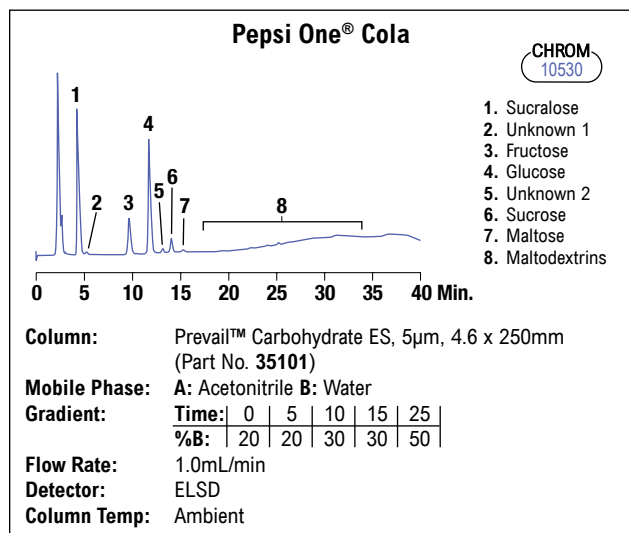 Pepsi One® Cola
CHROM
10530
1. Sucralose
2. Unknown 1
3. Fructose
4. Glucose
5. Unknown 2
6. Sucrose
7. Maltose
8. Maltodextrins
1
2
3
4
5
6
7
8
0 5 10 15 20 25 30 35 40 Min.
Column: Prevail™ Carbohydrate ES, 5µm, 4.6 x 250mm
(Part No. 35101)
Mobile Phase: A: Acetonitrile B: Water
Gradient: Time: 0 5 10 15 25
%B: 20 20 30 30 50
Flow Rate: 1.0mL/min
Detector: ELSD
Column Temp: Ambient